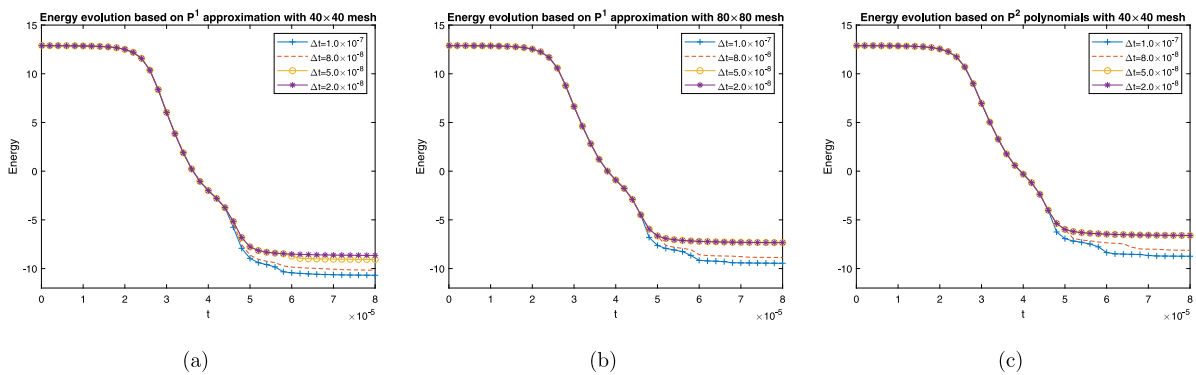 Energy evolution based on P¹ approximation with 40×40 mesh
Δt=1.0×10⁻⁷
Δt=8.0×10⁻⁸
Δt=5.0×10⁻⁸
Δt=2.0×10⁻⁸
Energy
15
10
5
0
-5
-10
0 1 2 3 4 5 6 7 8
t
×10⁻⁵
(a)
Energy evolution based on P¹ approximation with 80×80 mesh
Δt=1.0×10⁻⁷
Δt=8.0×10⁻⁸
Δt=5.0×10⁻⁸
Δt=2.0×10⁻⁸
Energy
15
10
5
0
-5
-10
0 1 2 3 4 5 6 7 8
t
×10⁻⁵
(b)
Energy evolution based on P² polynomials with 40×40 mesh
Δt=1.0×10⁻⁷
Δt=8.0×10⁻⁸
Δt=5.0×10⁻⁸
Δt=2.0×10⁻⁸
Energy
15
10
5
0
-5
-10
0 1 2 3 4 5 6 7 8
t
×10⁻⁵
(c)